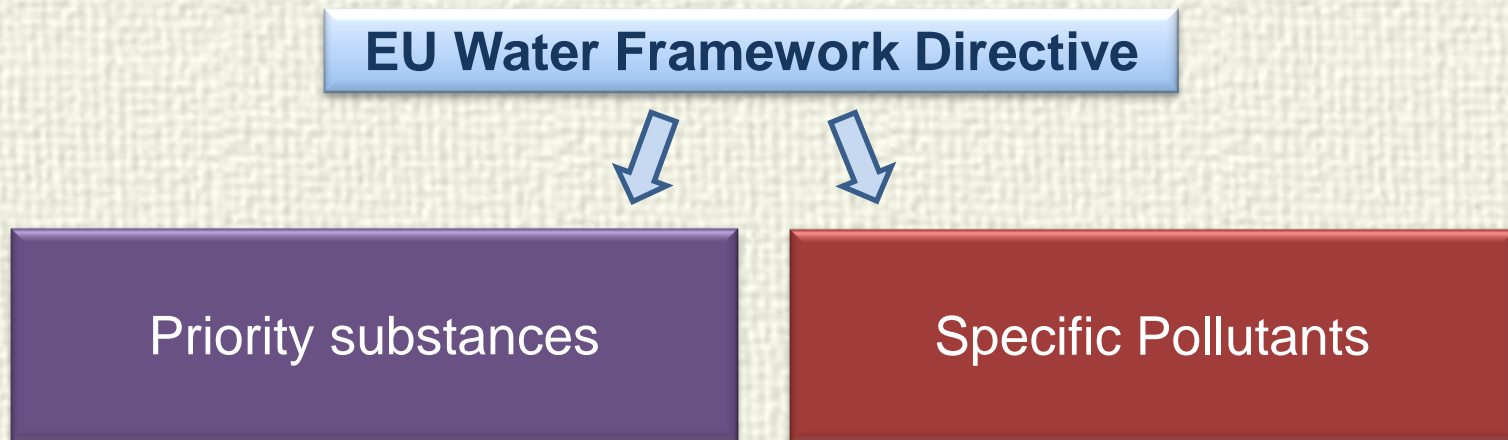 EU Water Framework Directive
Priority substances
Specific Pollutants